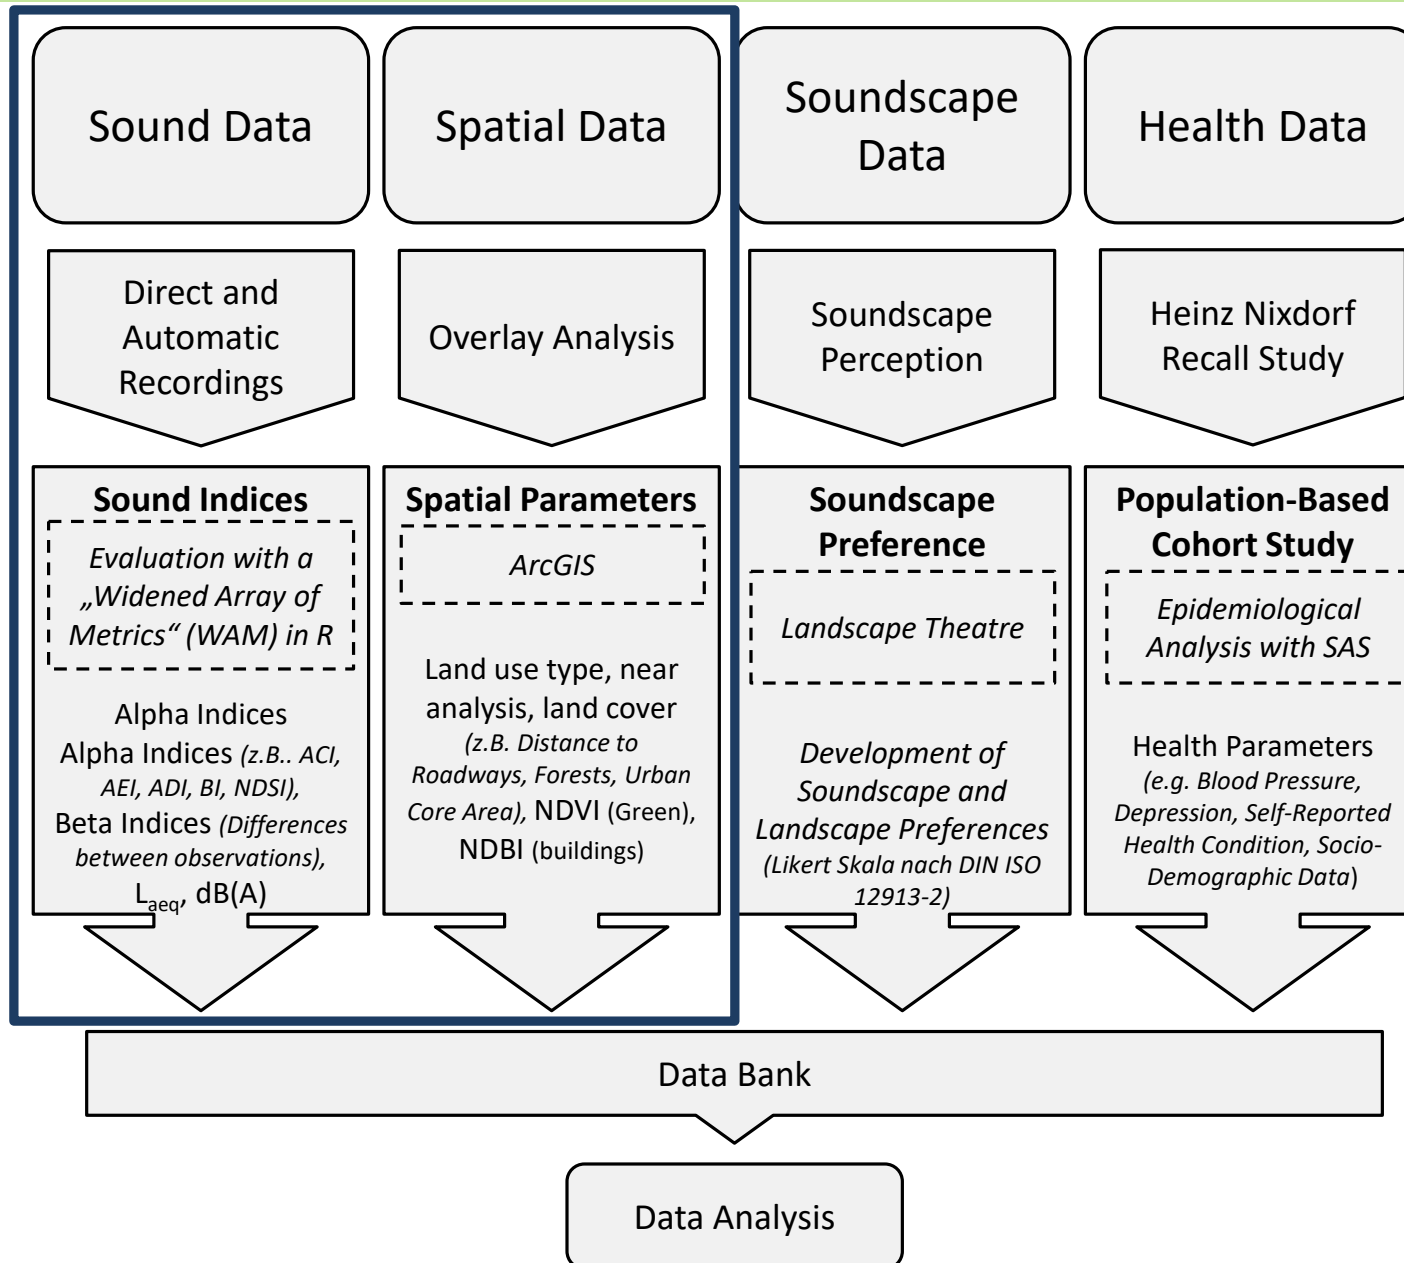 Sound Data
Spatial Data
Soundscape
Data
Health Data
Direct and
Automatic
Recordings
Overlay Analysis
Soundscape
Perception
Heinz Nixdorf
Recall Study
Sound Indices
Evaluation with a
„Widened Array of
Metrics“ (WAM) in R
Alpha Indices
Alpha Indices (z.B.. ACI,
AEI, ADI, BI, NDSI),
Beta Indices (Differences
between observations),
Laeq, dB(A)
Spatial Parameters
ArcGIS
Land use type, near
analysis, land cover
(z.B. Distance to
Roadways, Forests, Urban
Core Area), NDVI (Green),
NDBI (buildings)
Soundscape
Preference
Landscape Theatre
Development of
Soundscape and
Landscape Preferences
(Likert Skala nach DIN ISO
12913-2)
Population-Based
Cohort Study
Epidemiological
Analysis with SAS
Health Parameters
(e.g. Blood Pressure,
Depression, Self-Reported
Health Condition, Socio-
Demographic Data)
Data Bank
Data Analysis